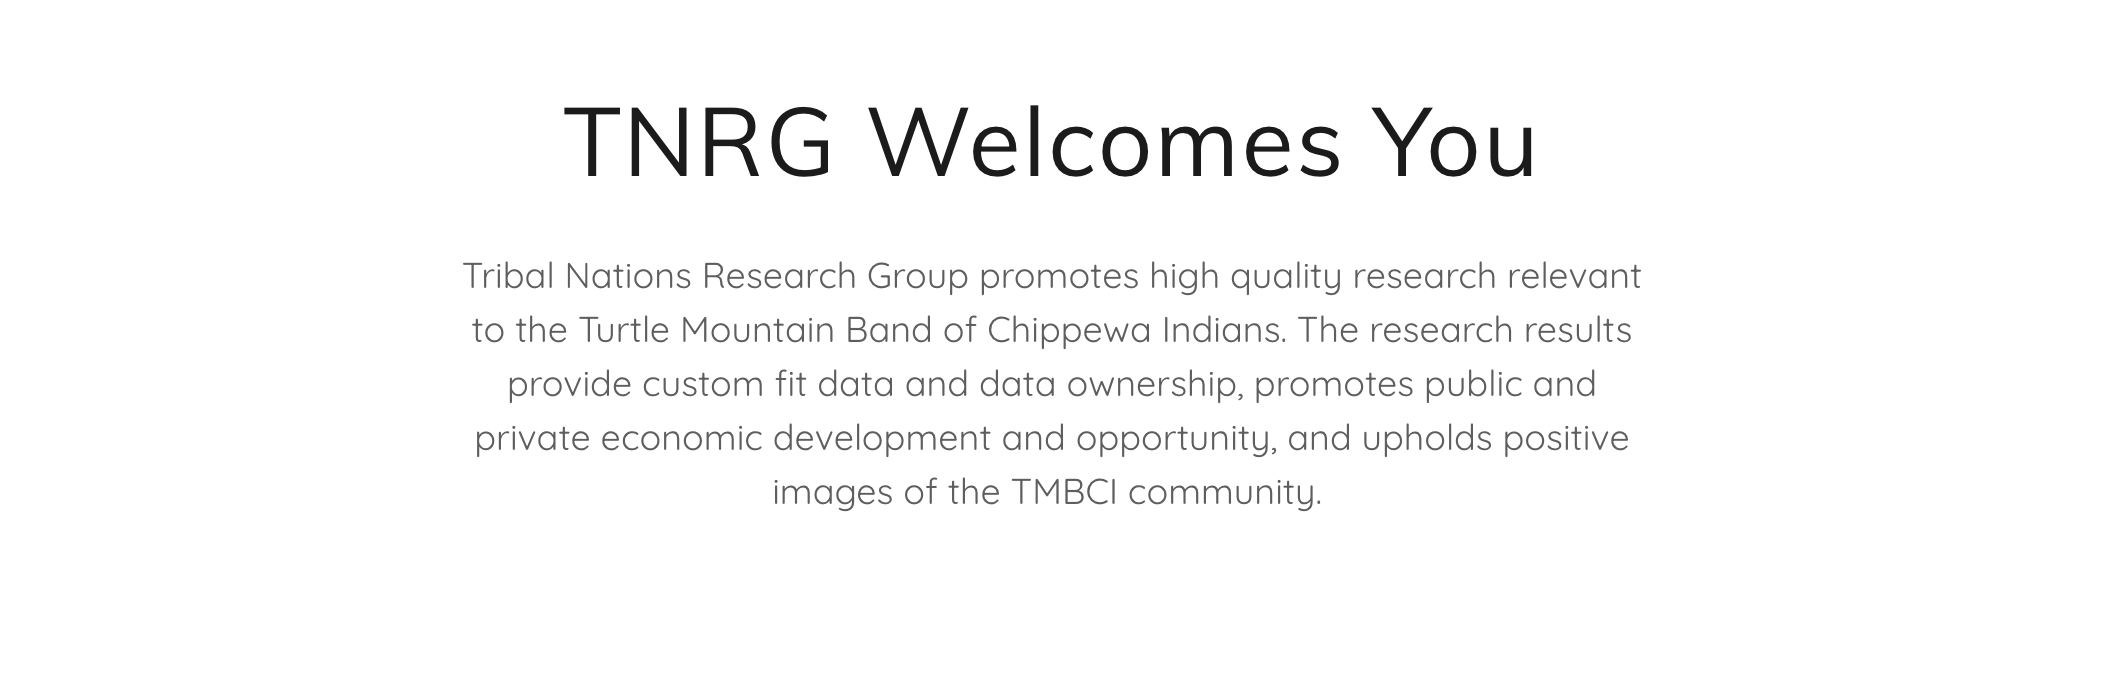 TNRG Welcomes You
Tribal Nations Research Group promotes high quality research relevant
to the Turtle Mountain Band of Chippewa Indians. The research results
provide custom fit data and data ownership, promotes public and
private economic development and opportunity, and upholds positive
images of the TMBCI community.